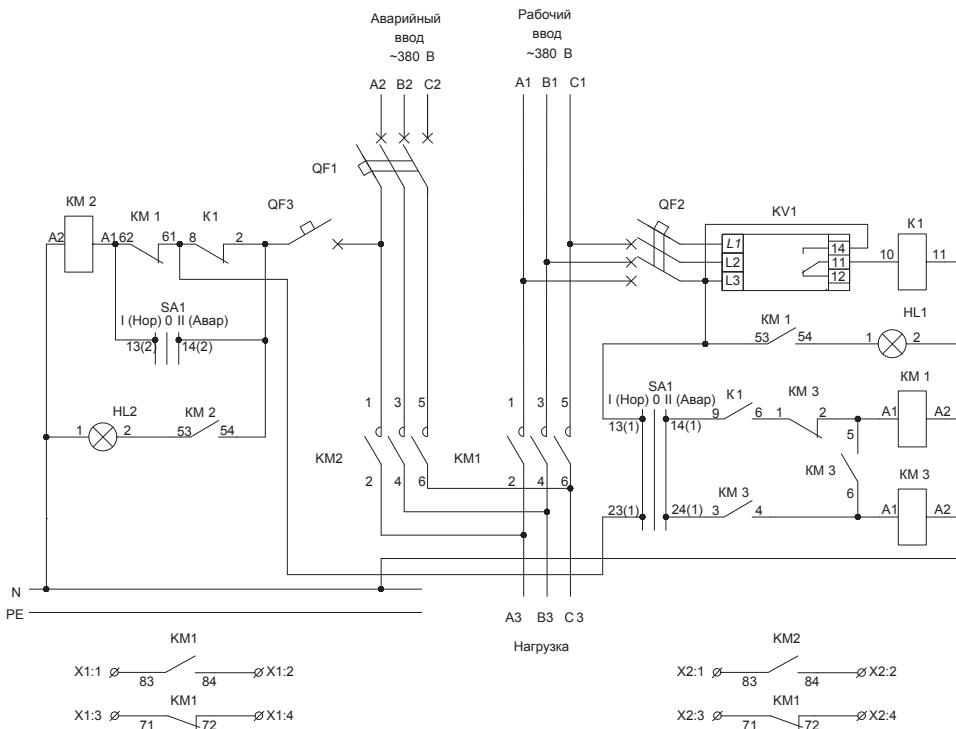 Аварийный
ввод
~380 В
Рабочий
ввод
~380 В
A2 B2 C2
A1 B1 C1
QF1
KM 2
KM 1
K1
QF3
A2
A1
62
61
8
2
QF2
KV1
K1
L1
L2
L3
14
11
12
10
11
SA1
I (Нор) 0 II (Авар)
13(2)
14(2)
KM 1
53
54
HL1
1
2
HL2
1
2
KM 2
53
54
1 3 5
KM2
2 4 6
1 3 5
KM1
2 4 6
SA1
I (Нор) 0 II (Авар)
13(1)
14(1)
K1
9
6
KM 3
1
2
KM 1
A1
A2
5
KM 3
6
23(1)
24(1)
KM 3
3
4
KM 3
A1
A2
N
PE
A3 B3 C 3
Нагрузка
KM1
X1:1
83
84
X1:2
KM1
X1:3
71
72
X1:4
KM2
X2:1
83
84
X2:2
KM1
X2:3
71
72
X2:4